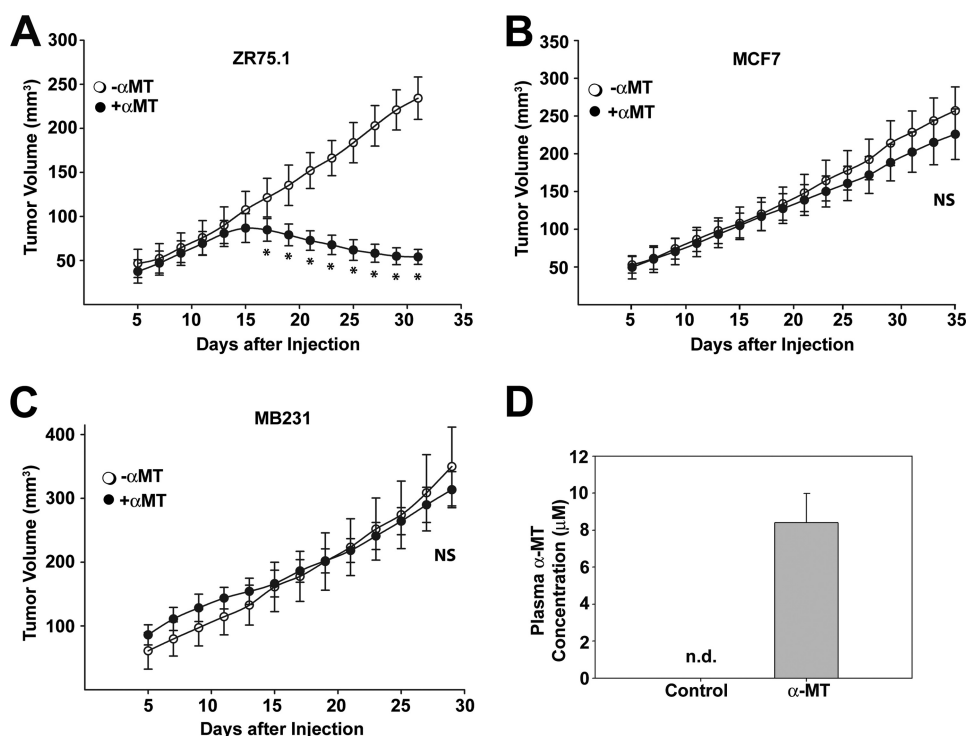 A
ZR75.1
-αMT
+αMT
Tumor Volume (mm³)
300
250
200
150
100
50
* * * * * * * *
5 10 15 20 25 30 35
Days after Injection
B
MCF7
-αMT
+αMT
Tumor Volume (mm³)
350
300
250
200
150
100
50
NS
5 10 15 20 25 30 35
Days after Injection
C
MB231
-αMT
+αMT
Tumor Volume (mm³)
400
300
200
100
NS
5 10 15 20 25 30
Days after Injection
D
Plasma α-MT
Concentration (μM)
12
10
8
6
4
2
0
n.d.
Control α-MT